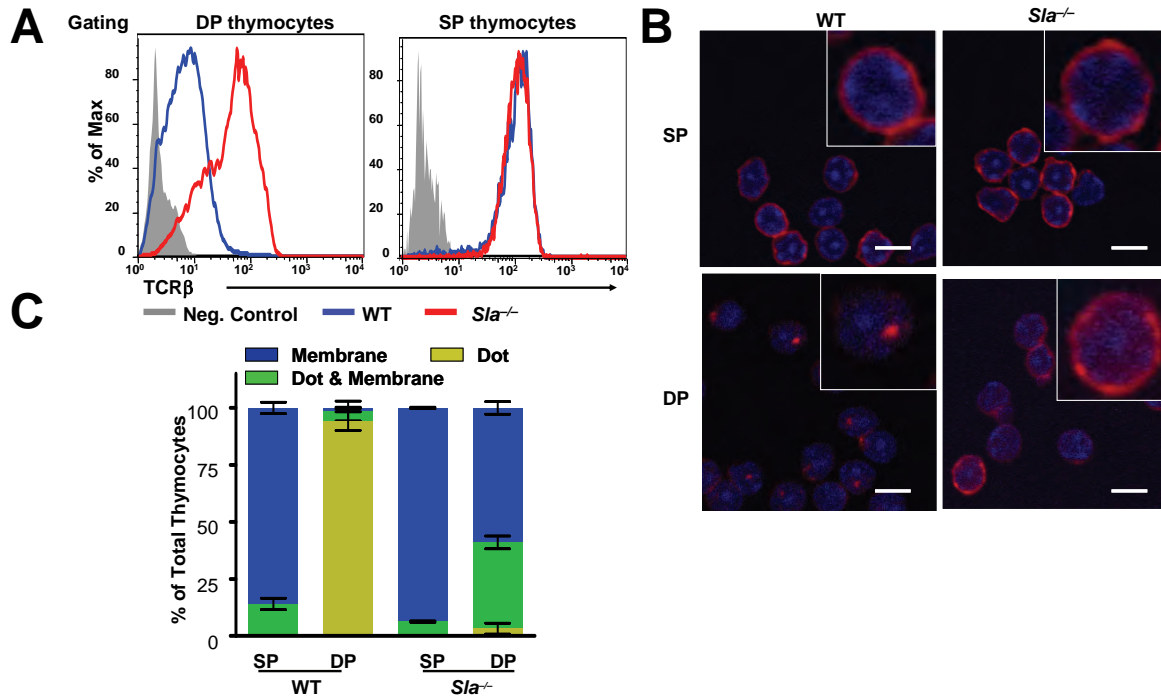 A
Gating
DP thymocytes
SP thymocytes
% of Max
80
60
40
20
0
10⁰ 10¹ 10² 10³ 10⁴
80
60
40
20
0
10⁰ 10¹ 10² 10³ 10⁴
TCRβ
Neg. Control
WT
Sla–/–
B
WT
Sla–/–
SP
DP
C
Membrane
Dot
Dot & Membrane
% of Total Thymocytes
100
75
50
25
0
SP DP SP DP
WT Sla–/–